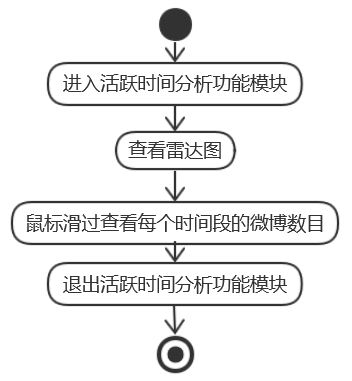 进入活跃时间分析功能模块
查看雷达图
鼠标滑过查看每个时间段的微博数目
退出活跃时间分析功能模块